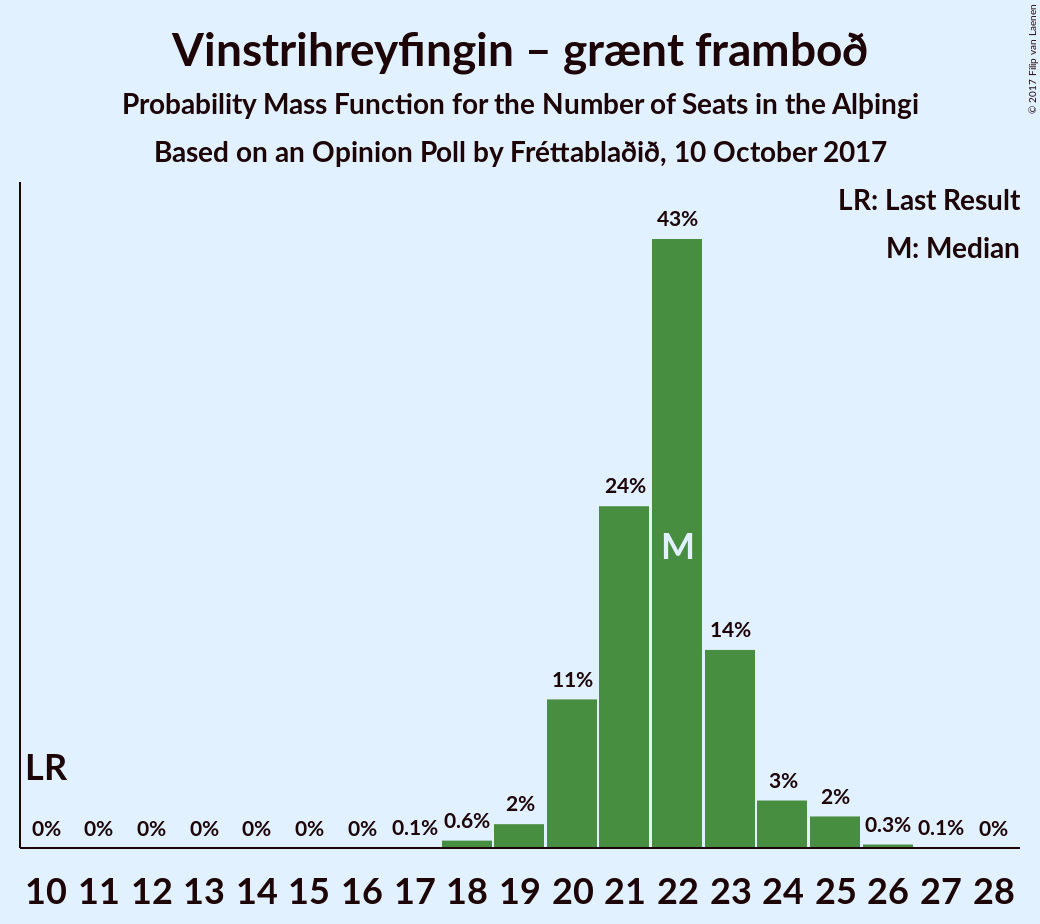 Vinstrihreyfingin – grænt framboð
Probability Mass Function for the Number of Seats in the Alþingi
Based on an Opinion Poll by Fréttablaðið, 10 October 2017
© 2017 Filip van Laenen
LR: Last Result
M: Median
43%
24%
M
14%
11%
LR
3%
2%
2%
0% 0% 0% 0% 0% 0% 0% 0.1% 0.6% 0.3% 0.1% 0%
10 11 12 13 14 15 16 17 18 19 20 21 22 23 24 25 26 27 28